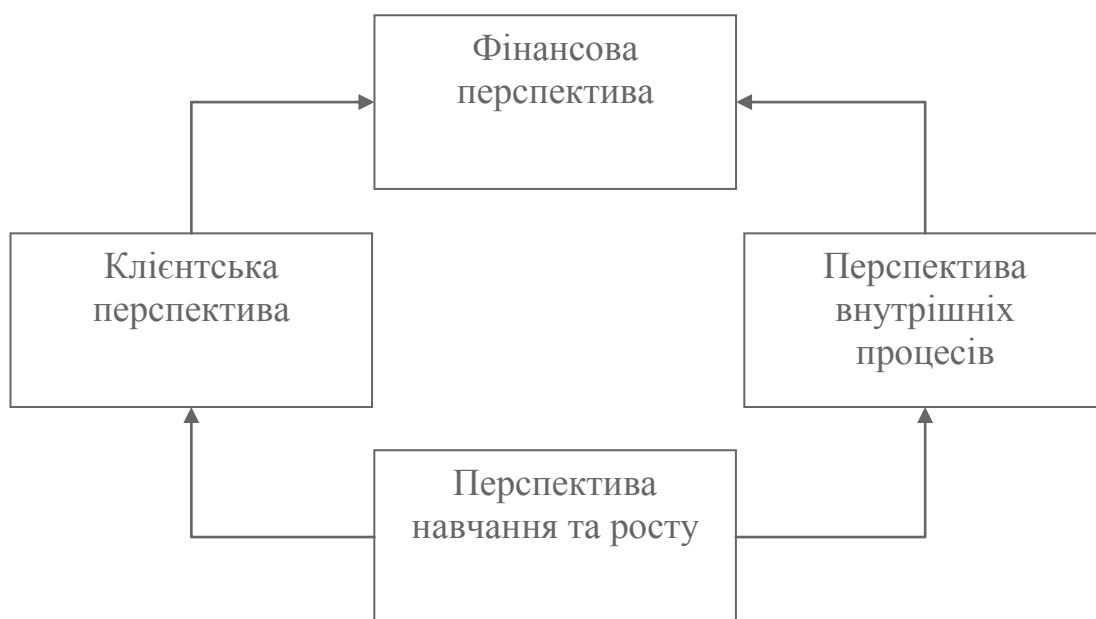 Фінансова
перспектива
Клієнтська
перспектива
Перспектива
внутрішніх
процесів
Перспектива
навчання та росту